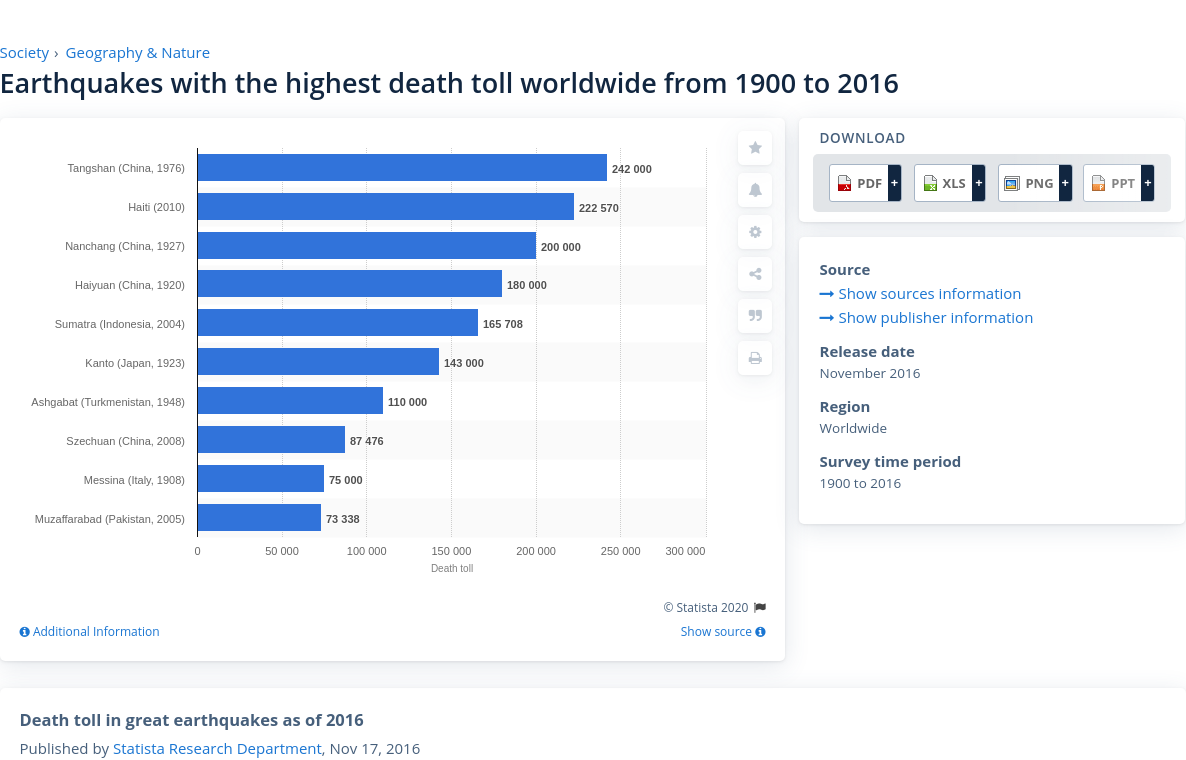 Society › Geography & Nature
Earthquakes with the highest death toll worldwide from 1900 to 2016
Tangshan (China, 1976) 242 000
Haiti (2010) 222 570
Nanchang (China, 1927) 200 000
Haiyuan (China, 1920) 180 000
Sumatra (Indonesia, 2004) 165 708
Kanto (Japan, 1923) 143 000
Ashgabat (Turkmenistan, 1948) 110 000
Szechuan (China, 2008) 87 476
Messina (Italy, 1908) 75 000
Muzaffarabad (Pakistan, 2005) 73 338
0 50 000 100 000 150 000 200 000 250 000 300 000
Death toll
© Statista 2020
Additional Information Show source
DOWNLOAD
PDF + XLS + PNG + PPT +
Source
Show sources information
Show publisher information
Release date
November 2016
Region
Worldwide
Survey time period
1900 to 2016
Death toll in great earthquakes as of 2016
Published by Statista Research Department, Nov 17, 2016